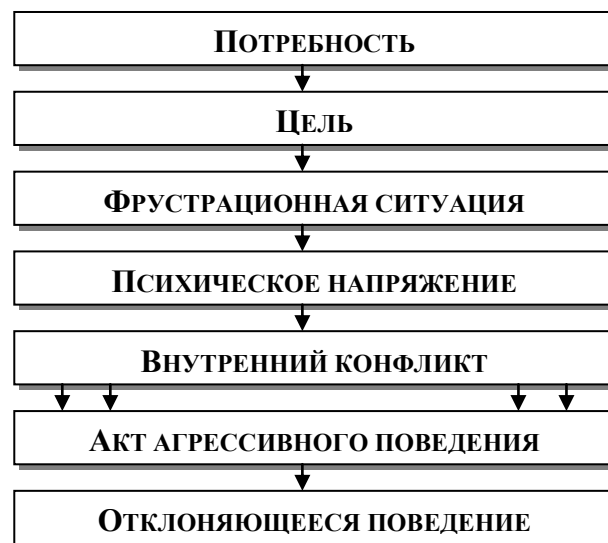 ПОТРЕБНОСТЬ
ЦЕЛЬ
ФРУСТРАЦИОННАЯ СИТУАЦИЯ
ПСИХИЧЕСКОЕ НАПРЯЖЕНИЕ
ВНУТРЕННИЙ КОНФЛИКТ
АКТ АГРЕССИВНОГО ПОВЕДЕНИЯ
ОТКЛОНЯЮЩЕЕСЯ ПОВЕДЕНИЕ